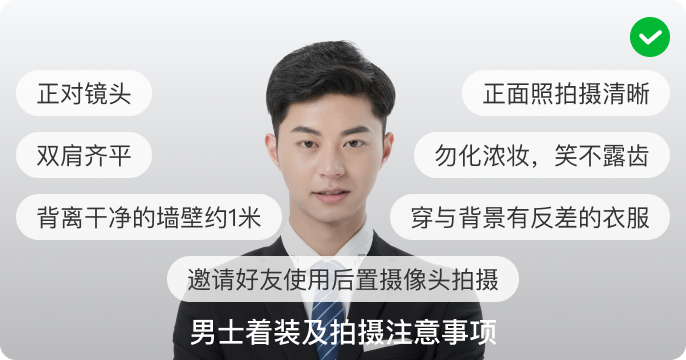 正对镜头
正面照拍摄清晰
双肩齐平
勿化浓妆，笑不露齿
背离干净的墙壁约1米
穿与背景有反差的衣服
邀请好友使用后置摄像头拍摄
男士着装及拍摄注意事项